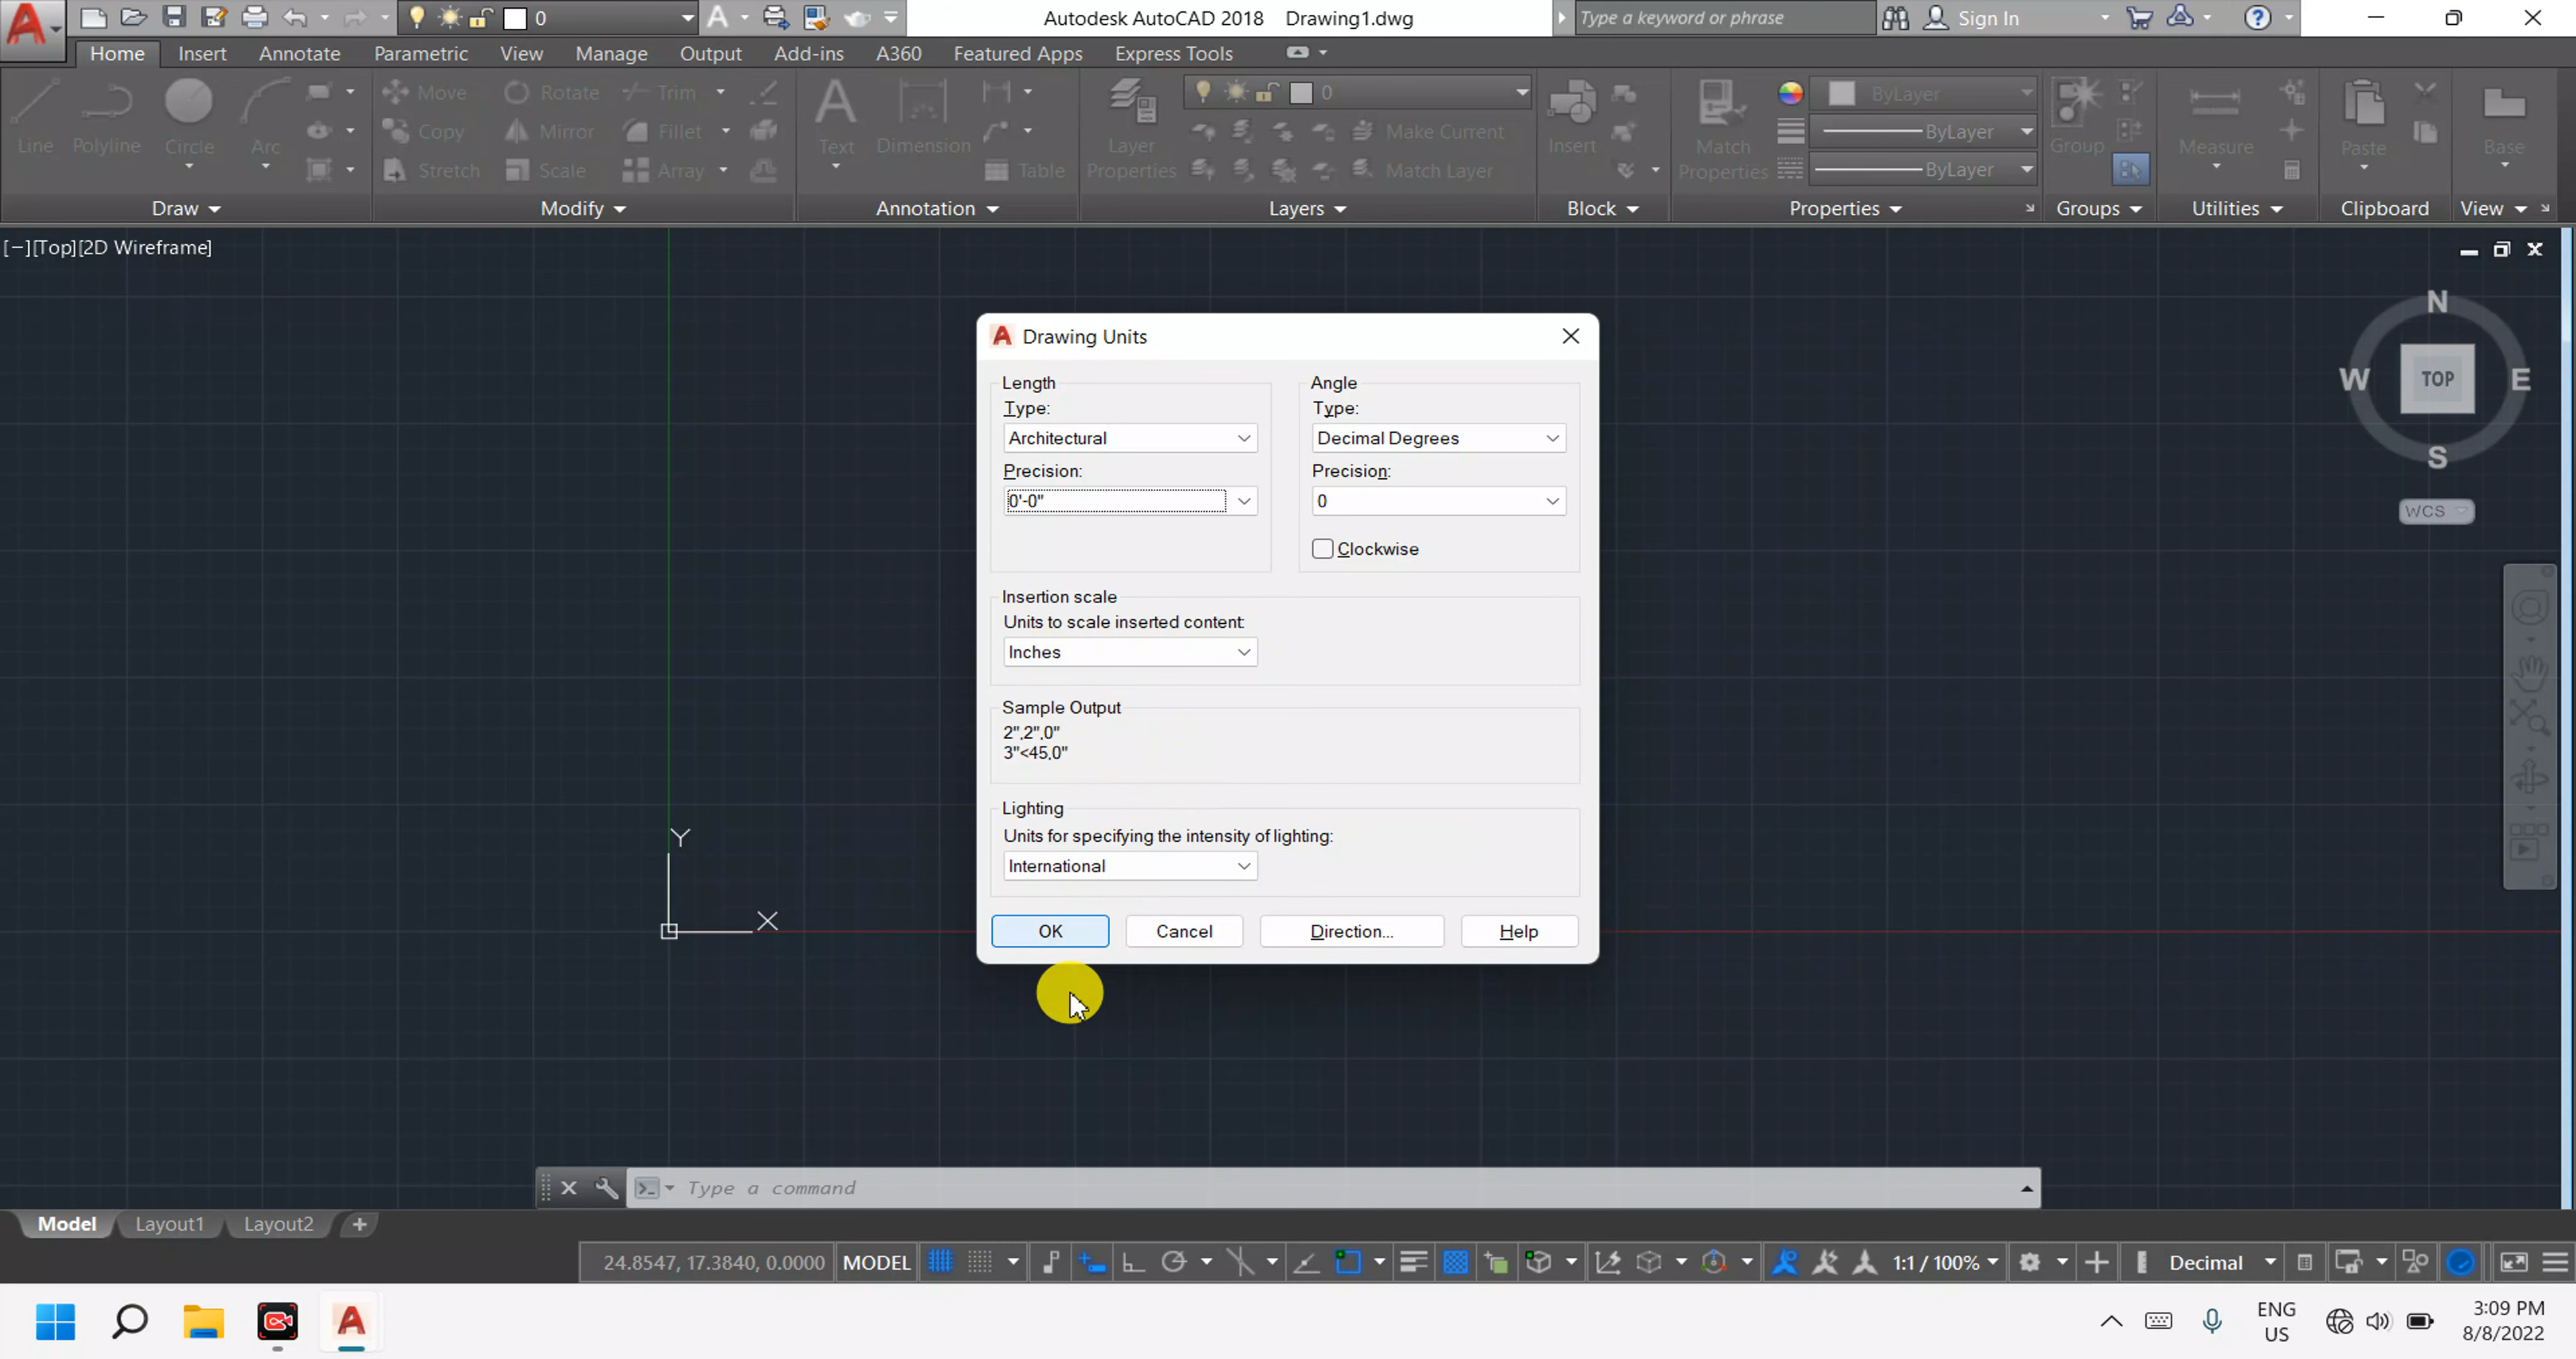 0
Autodesk AutoCAD 2018 Drawing1.dwg
Type a keyword or phrase
Sign In
Home Insert Annotate Parametric View Manage Output Add-ins A360 Featured Apps Express Tools
Line Polyline Circle Arc
Move Rotate Trim
Copy Mirror Fillet
Stretch Scale Array
Text Dimension Table
Layer Properties
0
Make Current
Match Layer
Insert
Match Properties
ByLayer
ByLayer
ByLayer
Group
Measure
Paste
Base
Draw Modify Annotation Layers Block Properties Groups Utilities Clipboard View
[−][Top][2D Wireframe]
N
W TOP E
S
WCS
Drawing Units
Length
Type:
Architectural
Precision:
0'-0"
Angle
Type:
Decimal Degrees
Precision:
0
Clockwise
Insertion scale
Units to scale inserted content:
Inches
Sample Output
2",2",0"
3"<45,0"
Lighting
Units for specifying the intensity of lighting:
International
OK Cancel Direction... Help
Y
X
Type a command
Model Layout1 Layout2 +
24.8547, 17.3840, 0.0000 MODEL 1:1 / 100% Decimal
ENG
US
3:09 PM
8/8/2022